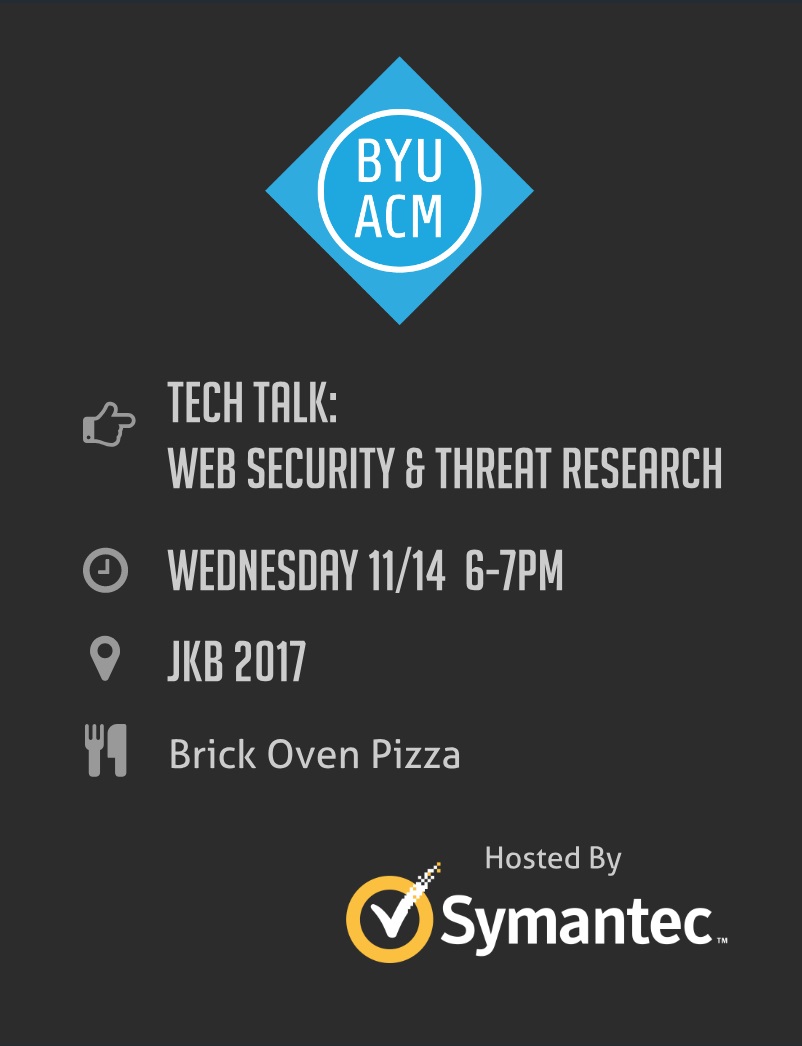 BYU
ACM
TECH TALK:
WEB SECURITY & THREAT RESEARCH
WEDNESDAY 11/14 6-7PM
JKB 2017
Brick Oven Pizza
Hosted By
Symantec™